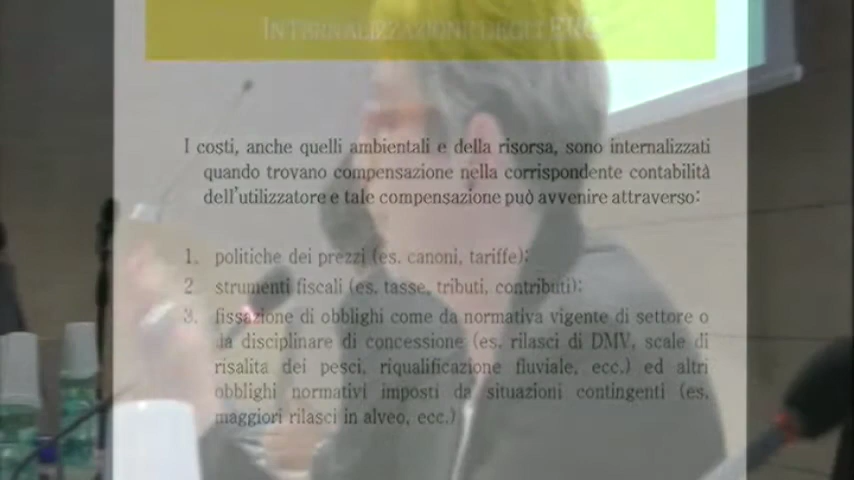 INTERNALIZZAZIONE DEGLI ERC
I costi, anche quelli ambientali e della risorsa, sono internalizzati
quando trovano compensazione nella corrispondente contabilità
dell'utilizzatore e tale compensazione può avvenire attraverso:
1. politiche dei prezzi (es. canoni, tariffe);
2 strumenti fiscali (es. tasse, tributi, contributi);
3. fissazione di obblighi come da normativa vigente di settore o
da disciplinare di concessione (es. rilasci di DMV, scale di
risalita dei pesci, riqualificazione fluviale, ecc.) ed altri
obblighi normativi imposti da situazioni contingenti (es.
maggiori rilasci in alveo, ecc.)